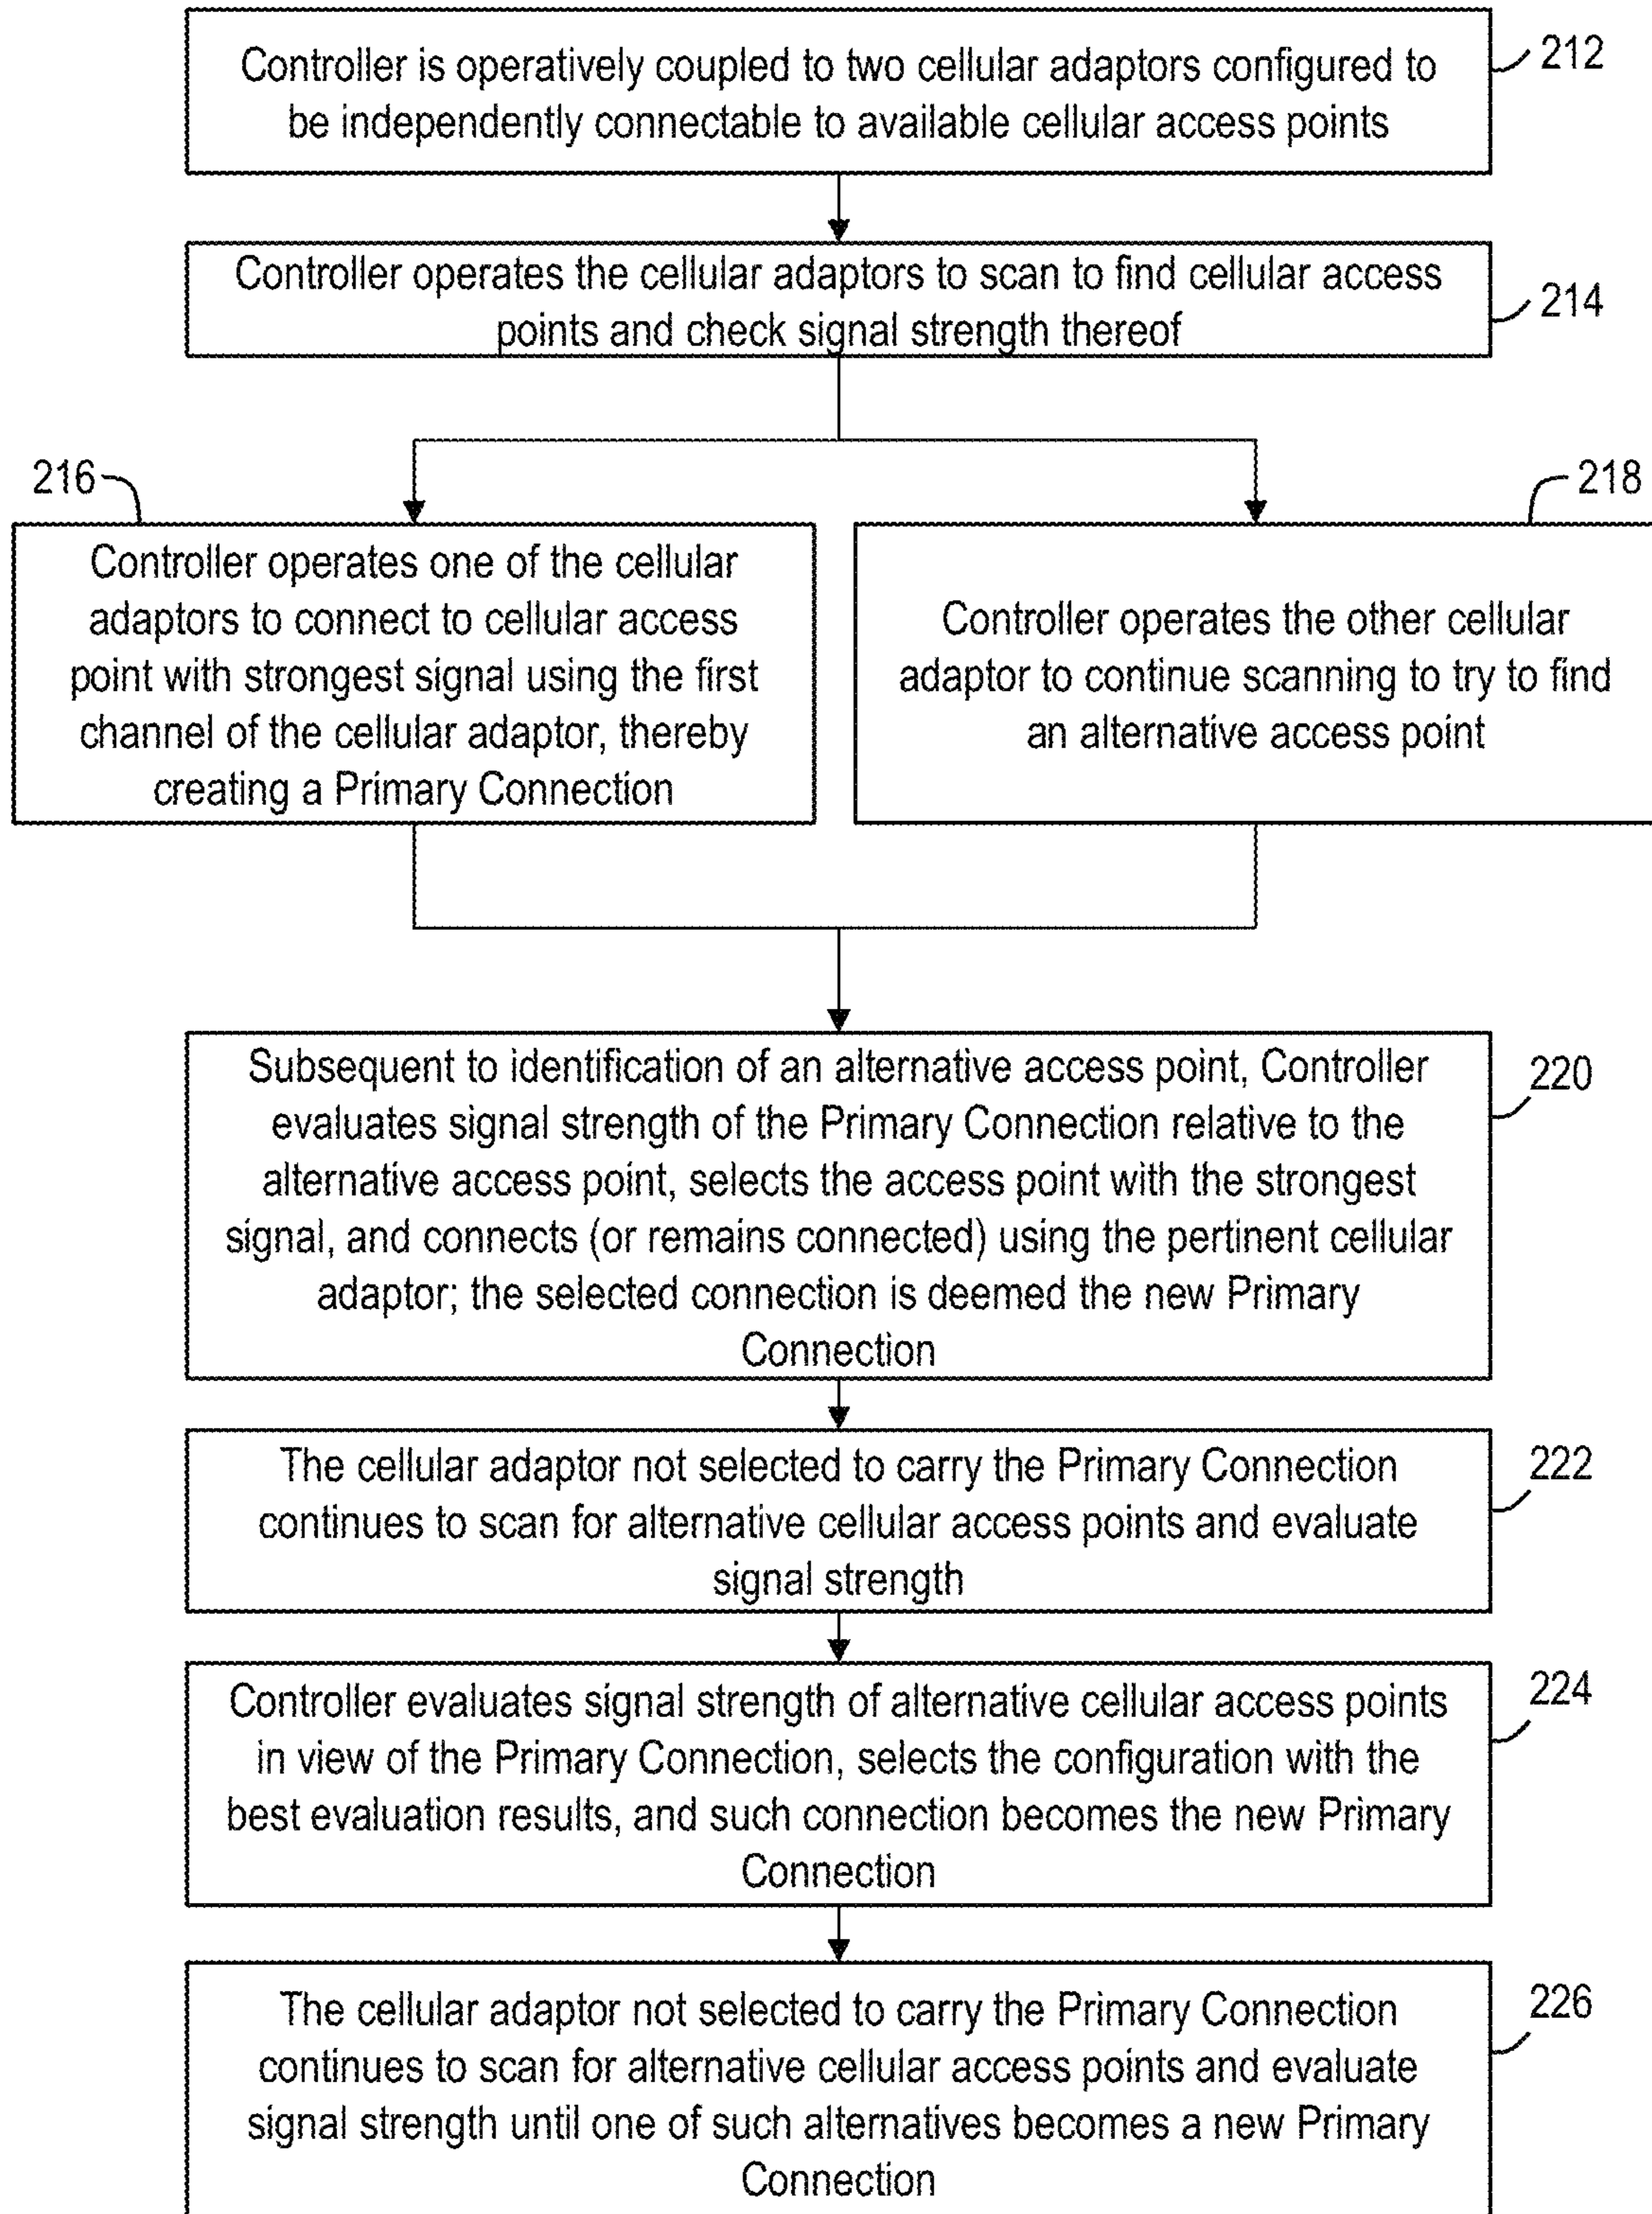 Controller is operatively coupled to two cellular adaptors configured to
be independently connectable to available cellular access points
212
Controller operates the cellular adaptors to scan to find cellular access
points and check signal strength thereof
214
216
Controller operates one of the cellular
adaptors to connect to cellular access
point with strongest signal using the first
channel of the cellular adaptor, thereby
creating a Primary Connection
218
Controller operates the other cellular
adaptor to continue scanning to try to find
an alternative access point
Subsequent to identification of an alternative access point, Controller
evaluates signal strength of the Primary Connection relative to the
alternative access point, selects the access point with the strongest
signal, and connects (or remains connected) using the pertinent cellular
adaptor; the selected connection is deemed the new Primary
Connection
220
The cellular adaptor not selected to carry the Primary Connection
continues to scan for alternative cellular access points and evaluate
signal strength
222
Controller evaluates signal strength of alternative cellular access points
in view of the Primary Connection, selects the configuration with the
best evaluation results, and such connection becomes the new Primary
Connection
224
The cellular adaptor not selected to carry the Primary Connection
continues to scan for alternative cellular access points and evaluate
signal strength until one of such alternatives becomes a new Primary
Connection
226